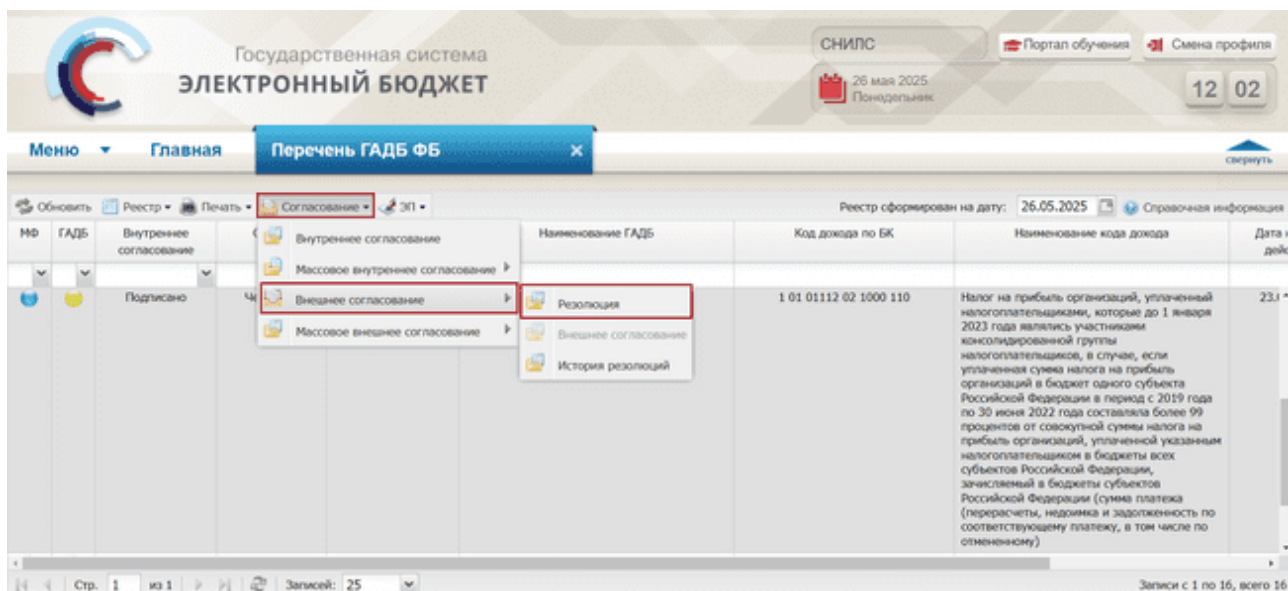 Государственная система
ЭЛЕКТРОННЫЙ БЮДЖЕТ
СНИЛС
Портал обучения
Смена профиля
26 мая 2025
Понедельник
12 02
Меню
Главная
Перечень ГАДБ ФБ
свернуть
Обновить
Реестр
Печать
Согласование
ЭП
Реестр сформирован на дату: 26.05.2025
Справочная информация
МФ
ГАДБ
Внутреннее
согласование
Наименование ГАДБ
Код дохода по БК
Наименование кода дохода
Дата
Внутреннее согласование
Массовое внутреннее согласование
Внешнее согласование
Массовое внешнее согласование
Резолюция
Внешнее согласование
История резолюций
Подписано
1 01 01112 02 1000 110
Налог на прибыль организаций, уплаченный
налогоплательщиками, которые до 1 января
2023 года являлись участниками
консолидированной группы
налогоплательщиков, в случае, если
уплаченная сумма налога на прибыль
организаций в бюджет одного субъекта
Российской Федерации в период с 2019 года
по 30 июня 2022 года составляла более 99
процентов от совокупной суммы налога на
прибыль организаций, уплаченной указанным
налогоплательщиком в бюджеты всех
субъектов Российской Федерации,
зачисляемый в бюджеты субъектов
Российской Федерации (сумма платежа
(перерасчеты, недоимка и задолженность по
соответствующему платежу, в том числе по
отмененному)
Стр. 1 из 1
Записей: 25
Записи с 1 по 16, всего 16